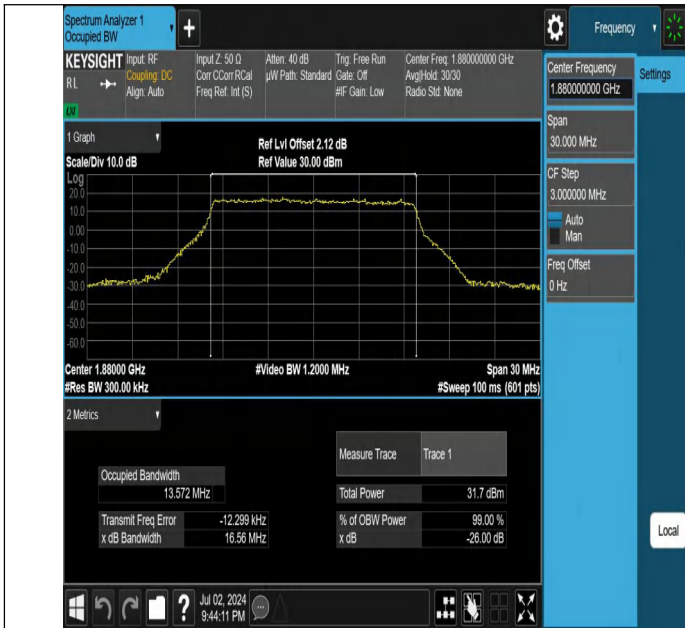 Spectrum Analyzer 1
Occupied BW
Frequency
KEYSIGHT
RL
LXI
Input: RF
Coupling: DC
Align: Auto
Input Z: 50 Ω
Corr CCorr RCal
Freq Ref: Int (S)
Atten: 40 dB
µW Path: Standard
Trig: Free Run
Gate: Off
#IF Gain: Low
Center Freq: 1.880000000 GHz
Avg|Hold: 30/30
Radio Std: None
Center Frequency
1.880000000 GHz
Settings
Span
30.000 MHz
CF Step
3.000000 MHz
Auto
Man
Freq Offset
0 Hz
Local
1 Graph
Scale/Div 10.0 dB
Ref Lvl Offset 2.12 dB
Ref Value 30.00 dBm
Log
20.0
10.0
0.00
-10.0
-20.0
-30.0
-40.0
-50.0
-60.0
Center 1.88000 GHz
#Video BW 1.2000 MHz
Span 30 MHz
#Res BW 300.00 kHz
#Sweep 100 ms (601 pts)
2 Metrics
Measure Trace
Trace 1
Occupied Bandwidth
13.572 MHz
Total Power
31.7 dBm
Transmit Freq Error
-12.299 kHz
% of OBW Power
99.00 %
x dB Bandwidth
16.56 MHz
x dB
-26.00 dB
Jul 02, 2024
9:44:11 PM